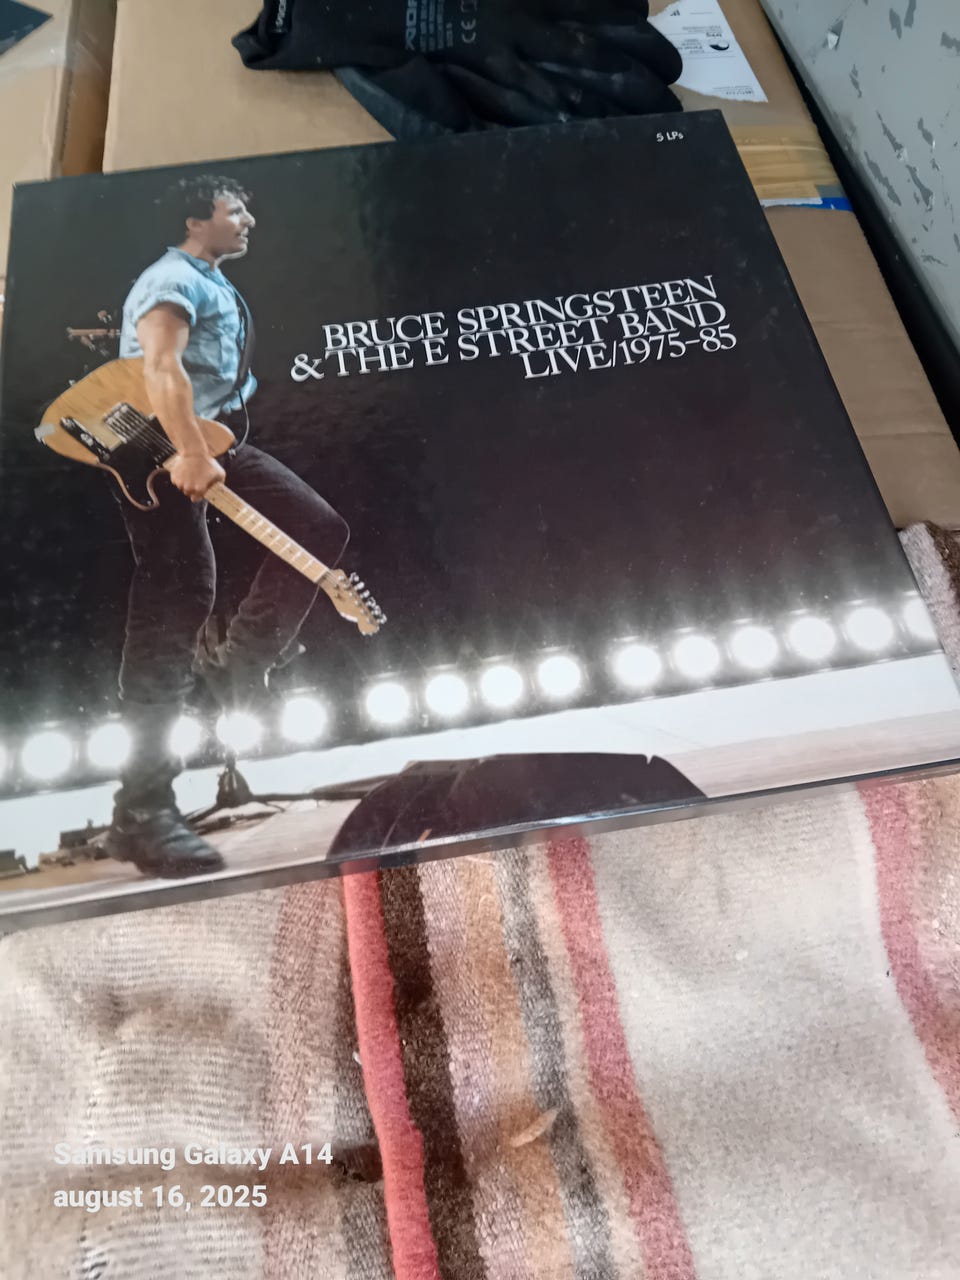 5 LPs
BRUCE SPRINGSTEEN
& THE E STREET BAND
LIVE/1975-85
Samsung Galaxy A14
august 16, 2025